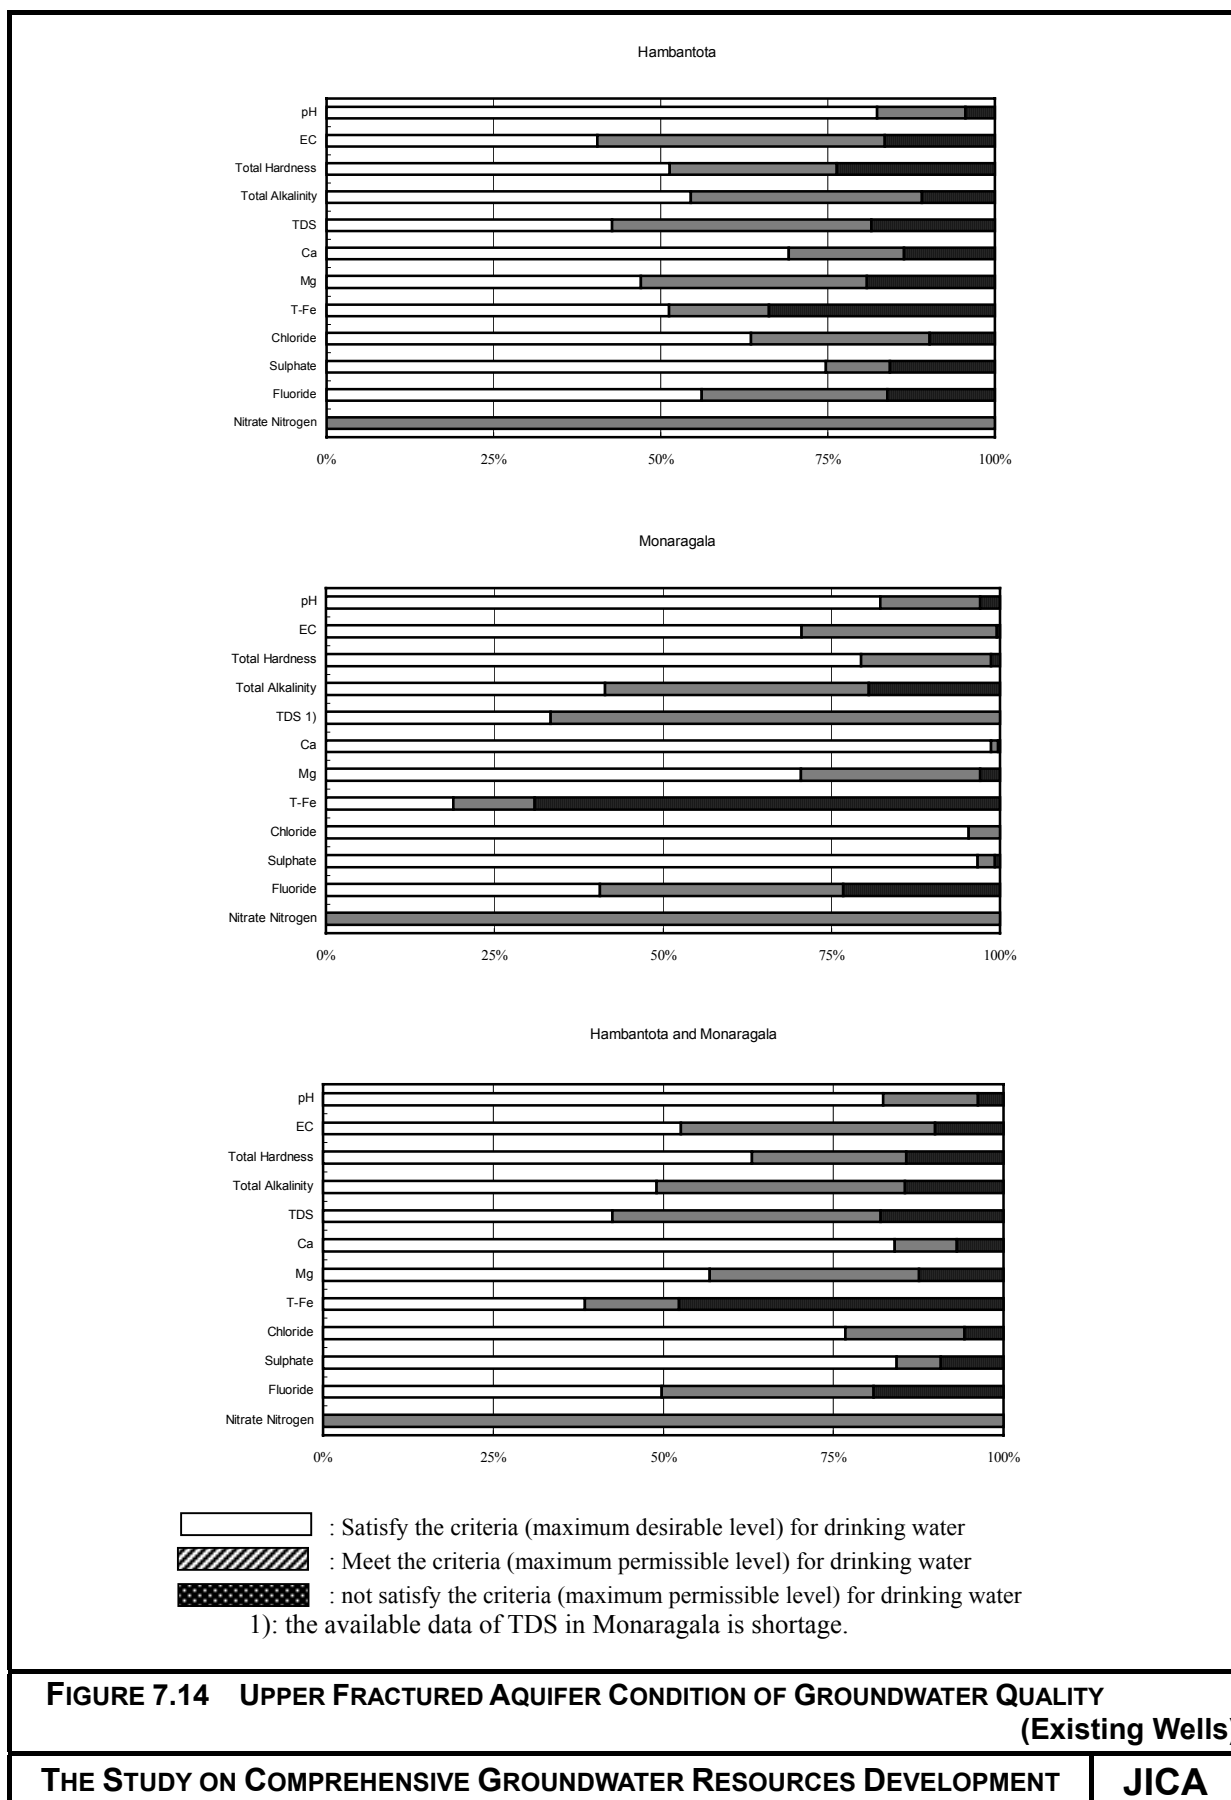 Hambantota
pH
EC
Total Hardness
Total Alkalinity
TDS
Ca
Mg
T-Fe
Chloride
Sulphate
Fluoride
Nitrate Nitrogen
0% 25% 50% 75% 100%
Monaragala
pH
EC
Total Hardness
Total Alkalinity
TDS 1)
Ca
Mg
T-Fe
Chloride
Sulphate
Fluoride
Nitrate Nitrogen
0% 25% 50% 75% 100%
Hambantota and Monaragala
pH
EC
Total Hardness
Total Alkalinity
TDS
Ca
Mg
T-Fe
Chloride
Sulphate
Fluoride
Nitrate Nitrogen
0% 25% 50% 75% 100%
: Satisfy the criteria (maximum desirable level) for drinking water
: Meet the criteria (maximum permissible level) for drinking water
: not satisfy the criteria (maximum permissible level) for drinking water
1): the available data of TDS in Monaragala is shortage.
FIGURE 7.14 UPPER FRACTURED AQUIFER CONDITION OF GROUNDWATER QUALITY
(Existing Wells)
THE STUDY ON COMPREHENSIVE GROUNDWATER RESOURCES DEVELOPMENT JICA